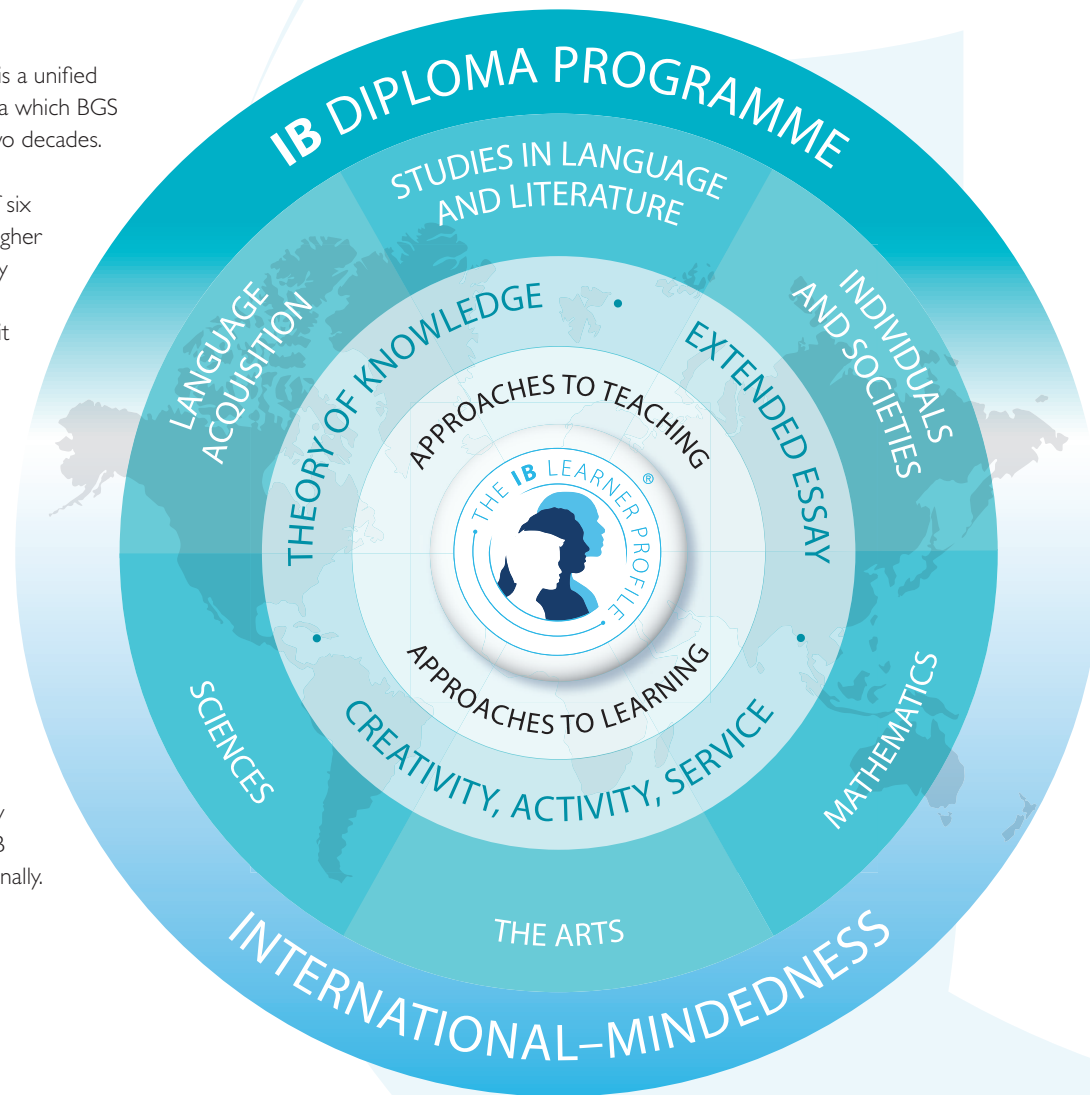 is a unified
a which BGS
vo decades.
six
gher
y
it
y
B
nally.
IB DIPLOMA PROGRAMME
STUDIES IN LANGUAGE
AND LITERATURE
LANGUAGE
ACQUISITION
INDIVIDUALS
AND SOCIETIES
THEORY OF KNOWLEDGE •
EXTENDED ESSAY •
APPROACHES TO TEACHING
THE IB LEARNER PROFILE ®
APPROACHES TO LEARNING
• CREATIVITY, ACTIVITY, SERVICE
SCIENCES
MATHEMATICS
THE ARTS
INTERNATIONAL–MINDEDNESS